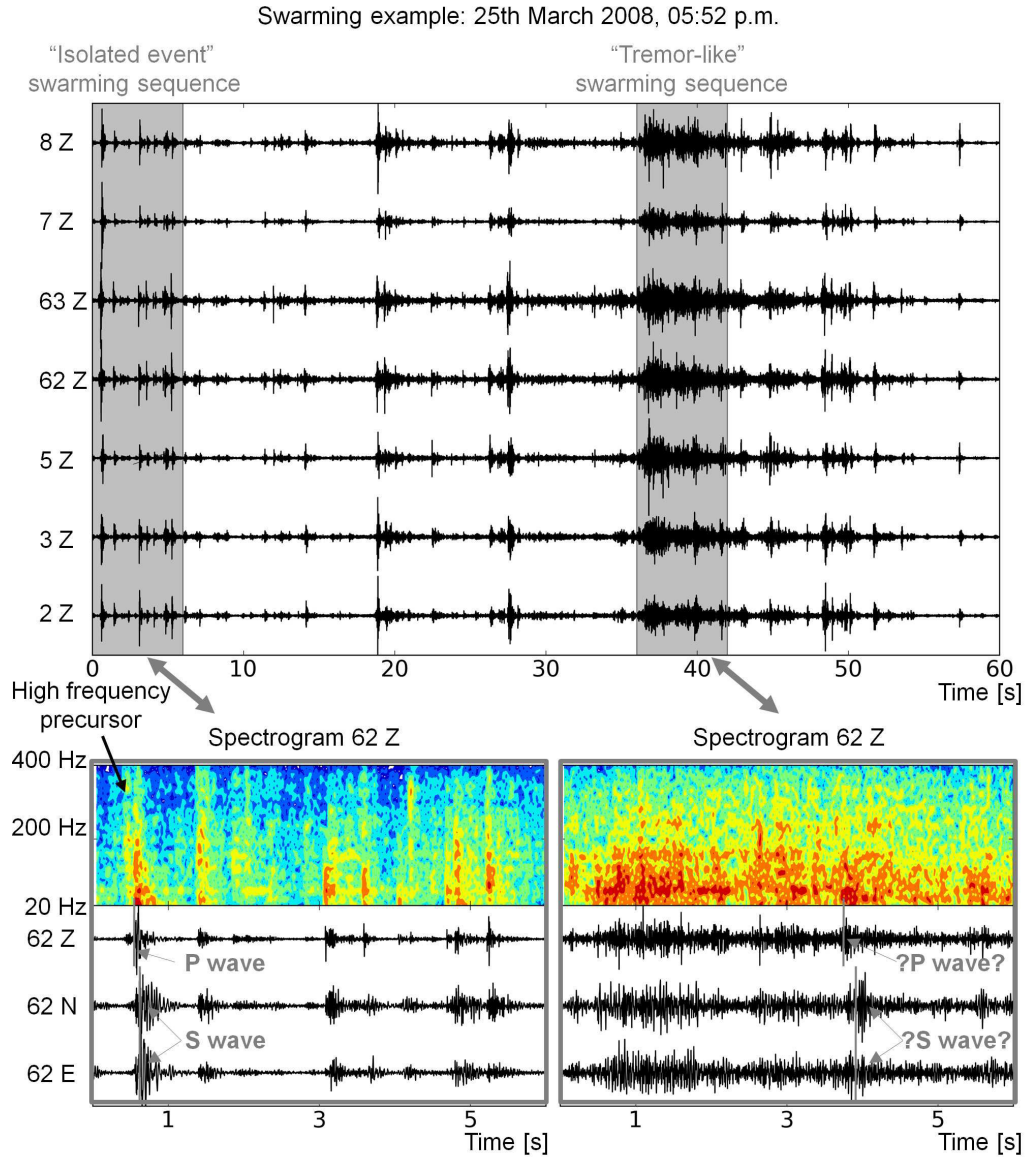 Swarming example: 25th March 2008, 05:52 p.m.
“Isolated event”
swarming sequence
“Tremor-like”
swarming sequence
8 Z
7 Z
63 Z
62 Z
5 Z
3 Z
2 Z
0 10 20 30 40 50 60
Time [s]
High frequency
precursor
Spectrogram 62 Z
Spectrogram 62 Z
400 Hz
200 Hz
20 Hz
62 Z
P wave
?P wave?
62 N
S wave
?S wave?
62 E
1 3 5
1 3 5
Time [s]
Time [s]